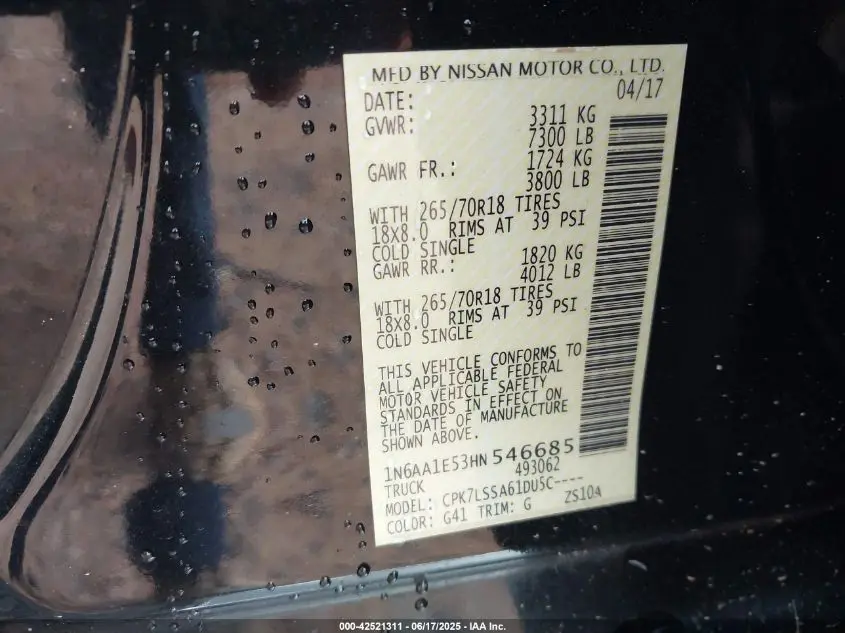 MFD BY NISSAN MOTOR CO., LTD.
DATE: 04/17
GVWR: 3311 KG
7300 LB
GAWR FR.: 1724 KG
3800 LB
WITH 265/70R18 TIRES
18X8.0 RIMS AT 39 PSI
COLD SINGLE
GAWR RR.: 1820 KG
4012 LB
WITH 265/70R18 TIRES
18X8.0 RIMS AT 39 PSI
COLD SINGLE
THIS VEHICLE CONFORMS TO
ALL APPLICABLE FEDERAL
MOTOR VEHICLE SAFETY
STANDARDS IN EFFECT ON
THE DATE OF MANUFACTURE
SHOWN ABOVE.
1N6AA1E53HN546685
TRUCK 493062
MODEL: CPK7LSSA61DU5C----
COLOR: G41 TRIM: G ZS10A
000-42521311 - 06/17/2025 - IAA Inc.